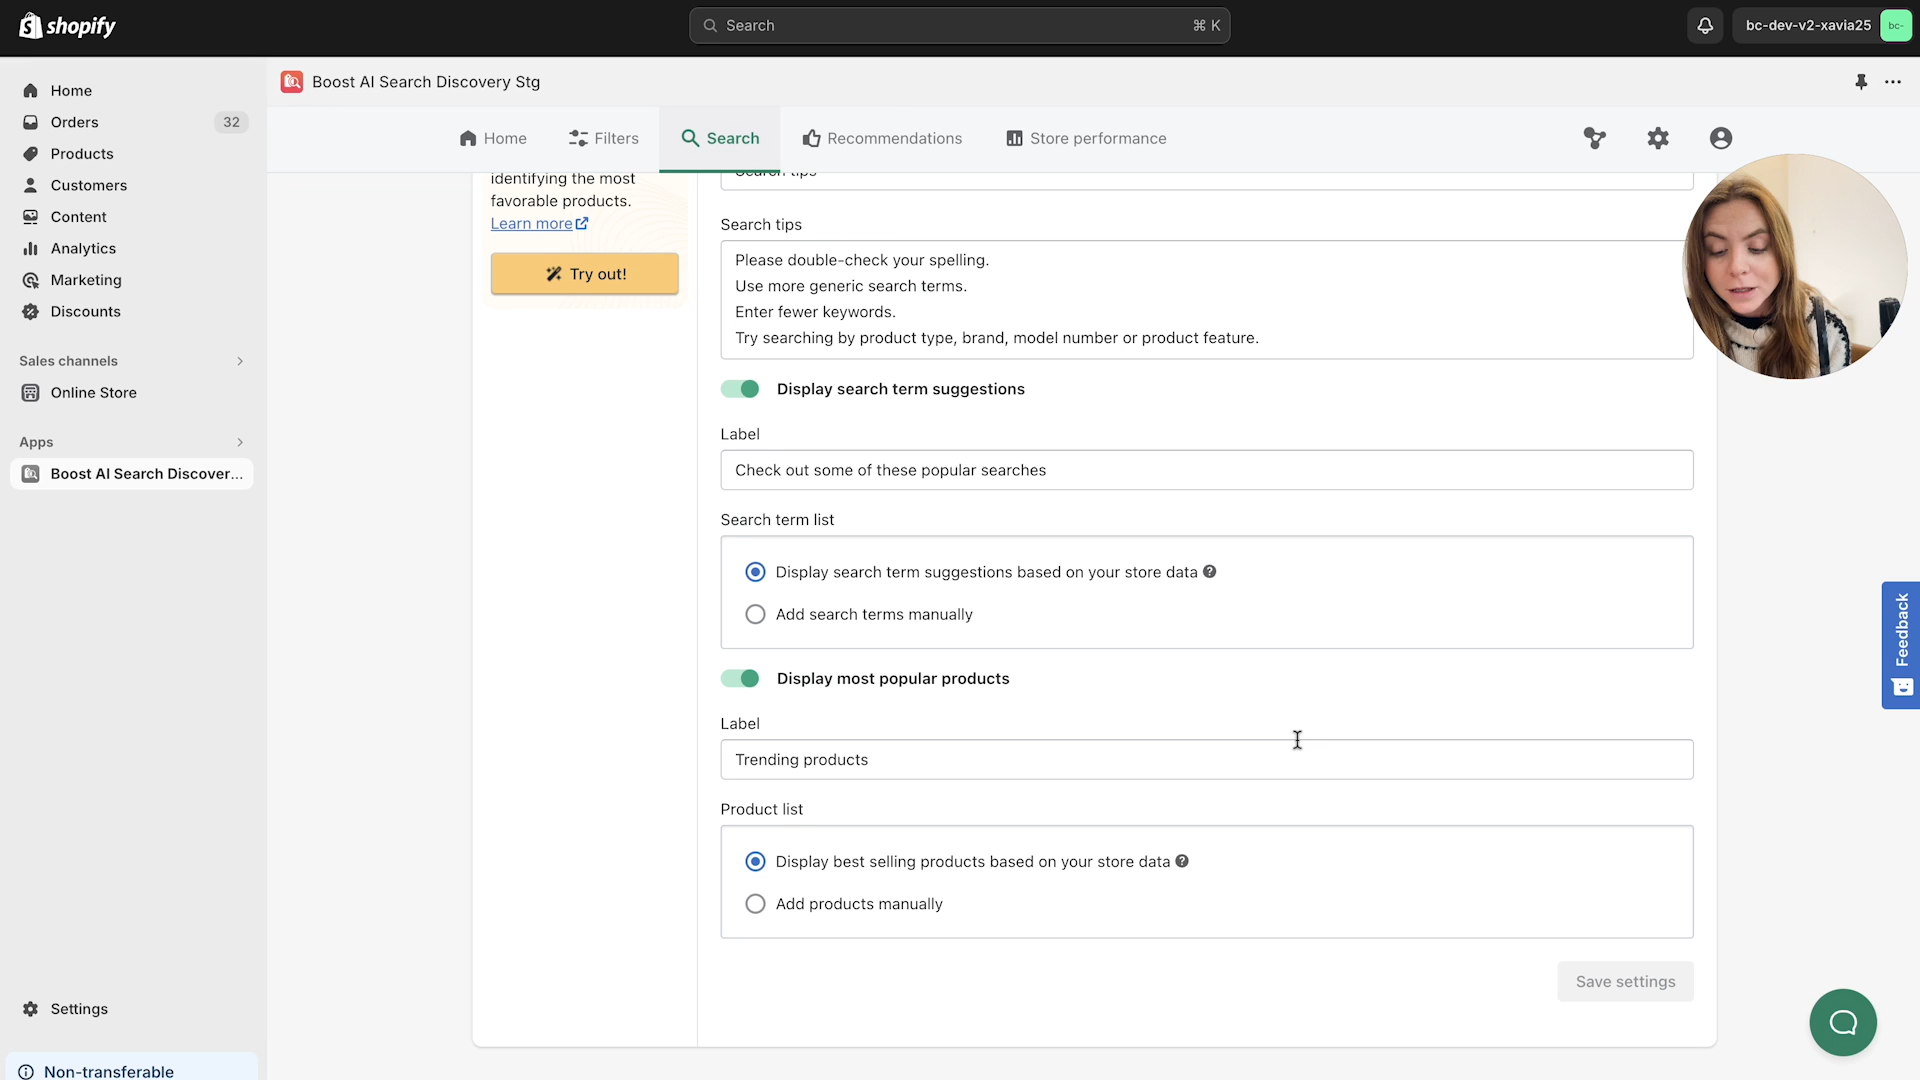 shopify
Search
⌘ K
bc-dev-v2-xavia25
bc-
Home
Orders
32
Products
Customers
Content
Analytics
Marketing
Discounts
Sales channels
Online Store
Apps
Boost AI Search Discover...
Settings
Non-transferable
Boost AI Search Discovery Stg
Home
Filters
Search
Recommendations
Store performance
identifying the most
favorable products.
Learn more
Try out!
Search tips
Search tips
Please double-check your spelling.
Use more generic search terms.
Enter fewer keywords.
Try searching by product type, brand, model number or product feature.
Display search term suggestions
Label
Check out some of these popular searches
Search term list
Display search term suggestions based on your store data
Add search terms manually
Display most popular products
Label
Trending products
Product list
Display best selling products based on your store data
Add products manually
Save settings
Feedback